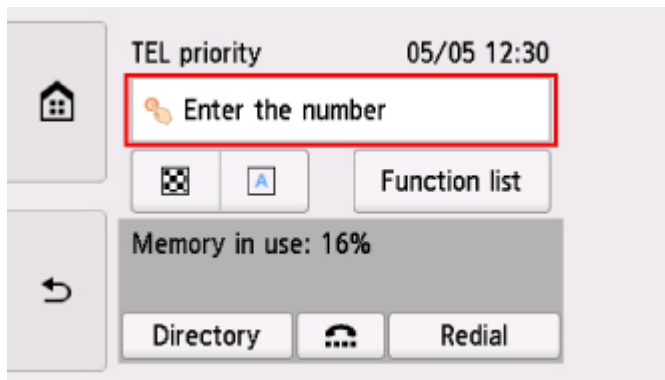 TEL priority 05/05 12:30
Enter the number
A Function list
Memory in use: 16%
Directory Redial